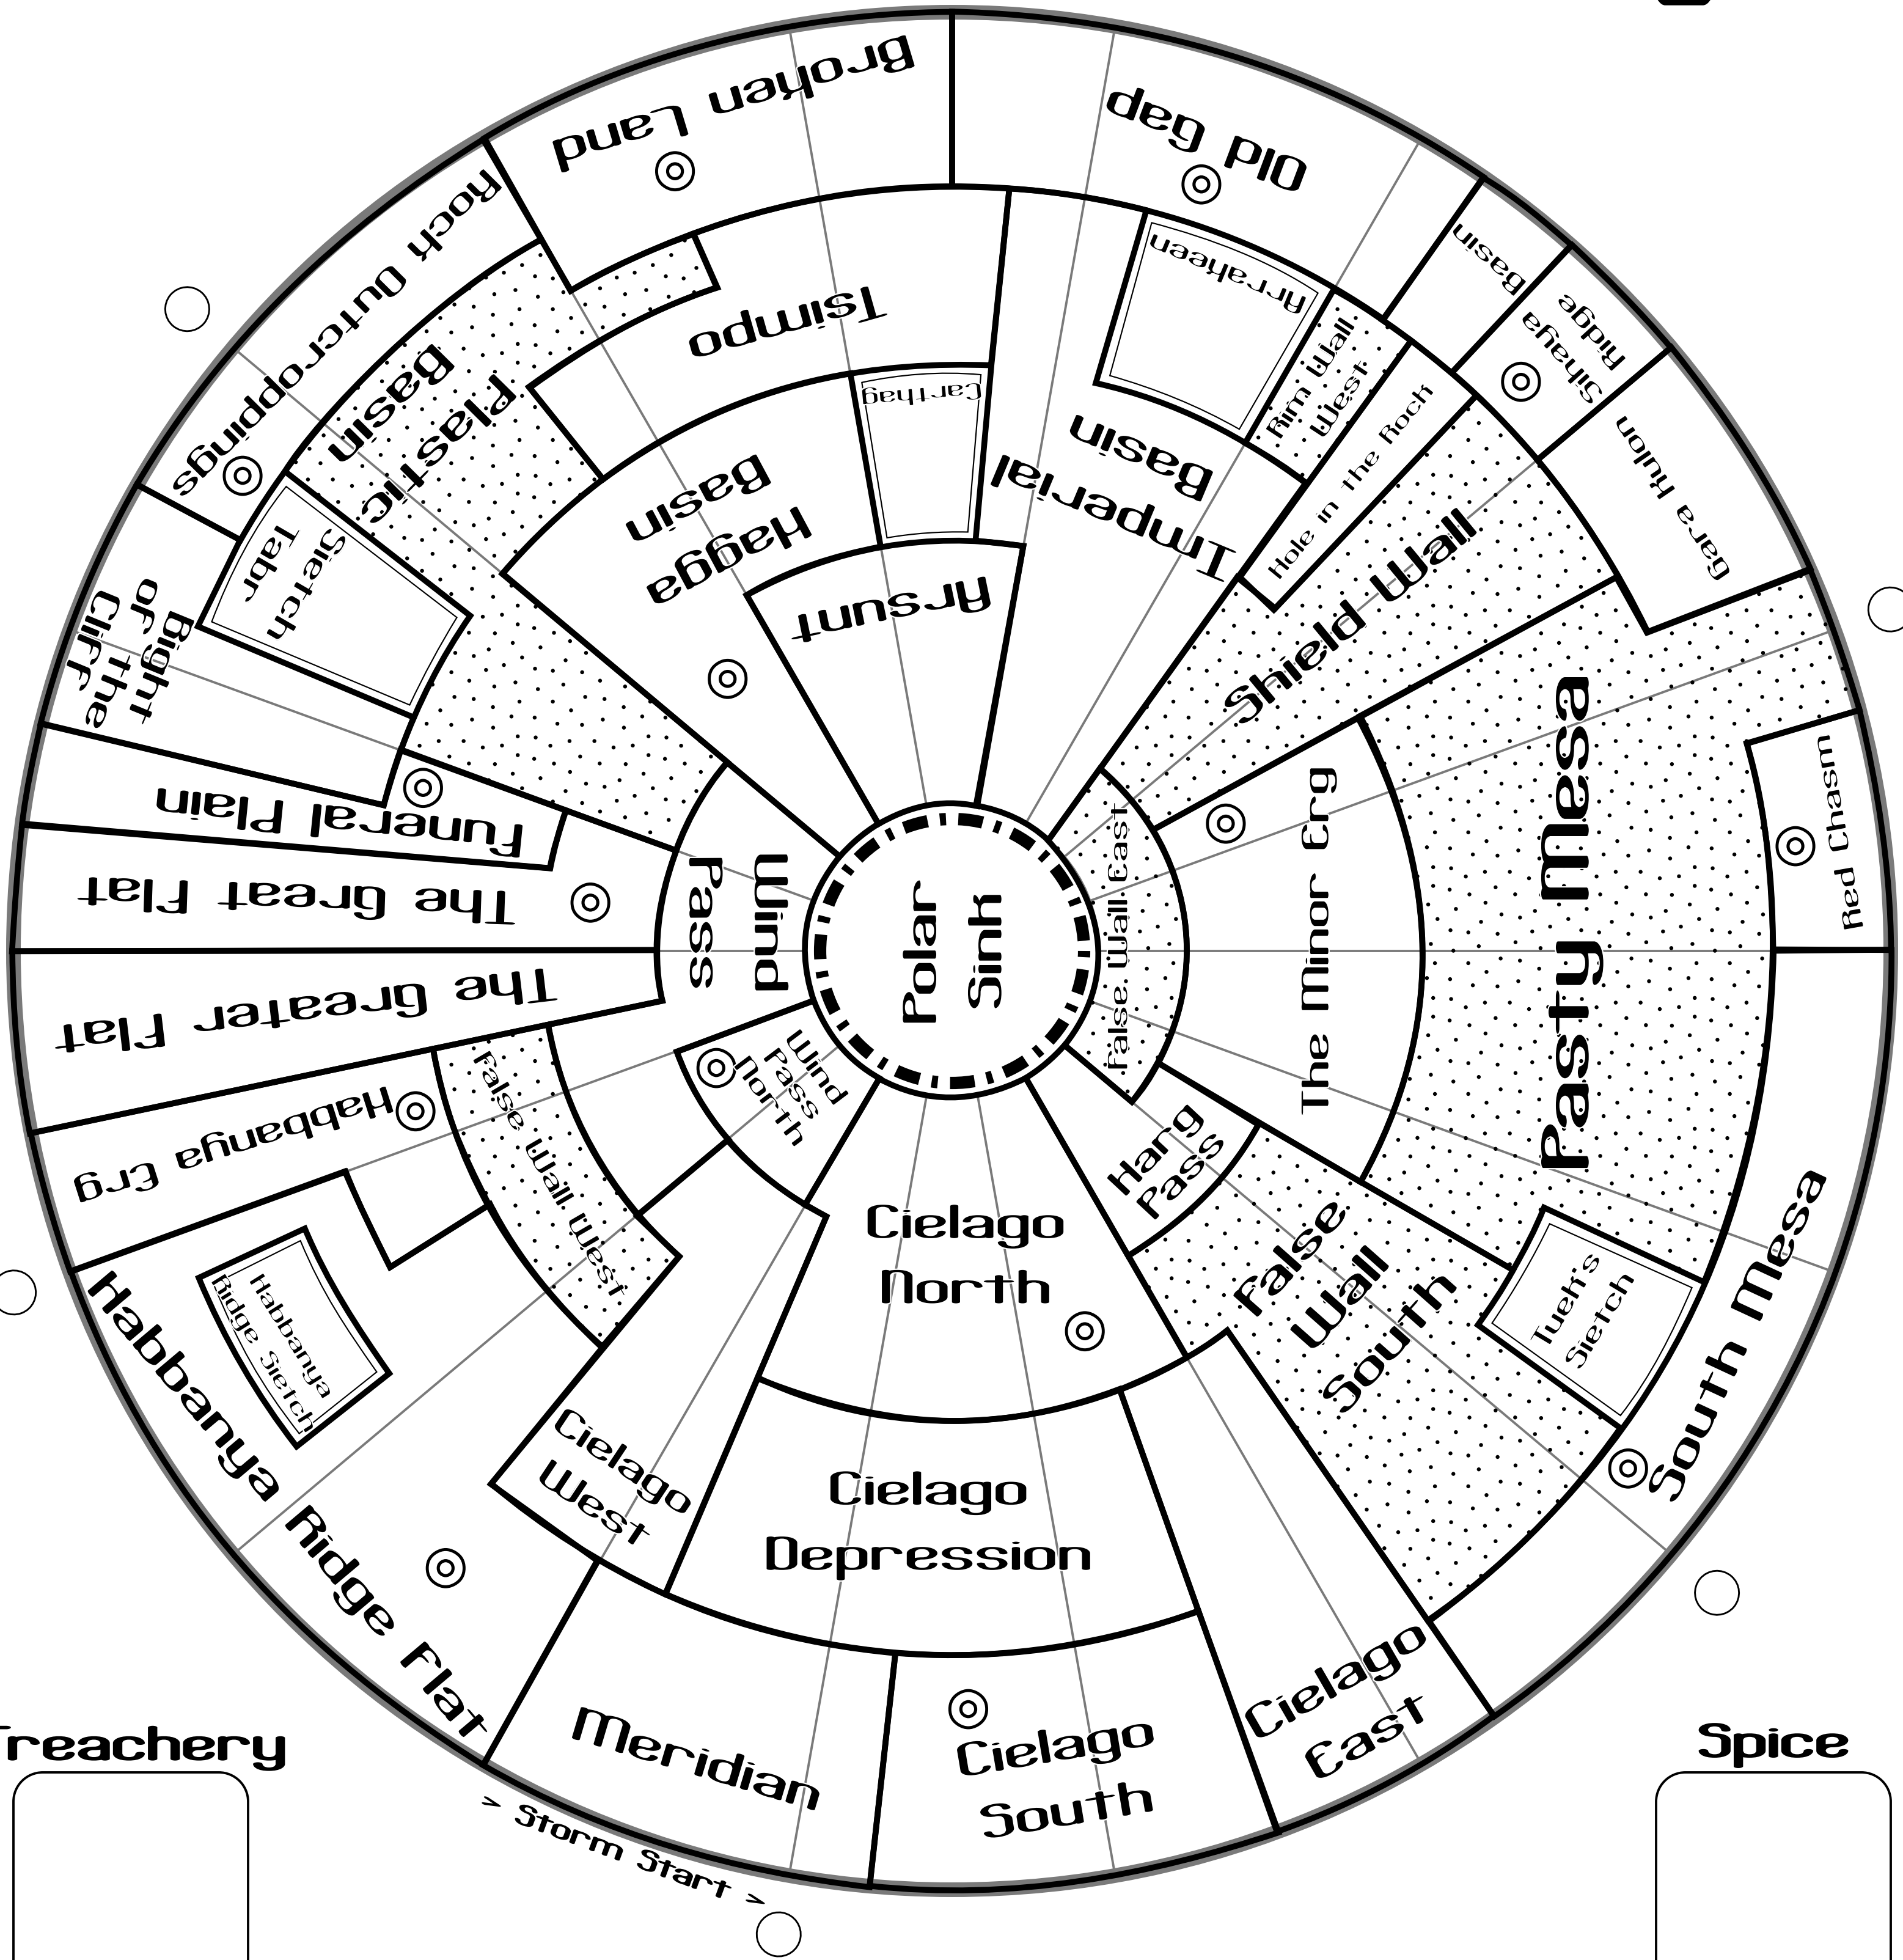 Broken Land
Old Gap
Rock Outcroppings
Basin
Sihaya
Ridge
Arrakeen
Rim Wall
West
Hole in the Rock
Gara Kulon
Tsimpo
Plastic
Basin
Carthag
Imperial
Basin
Hagga
Basin
Sietch
Tabr
Shield Wall
Arsunt
Bight
of the
Cliff
Funeral Plain
The Great Flat
Wind
Pass
Polar
Sink
False Wall East
The Minor Erg
Pasty Mesa
Red Chasm
The Greater Flat
Habbanya Erg
False Wall West
Wind
Pass
North
Harg
Pass
Cielago
North
False
Wall
South
Tuek's
Sietch
South Mesa
Habbanya
Ridge Sietch
Habbanya Ridge Flat
Cielago
West
Cielago
Depression
Cielago
East
Meridian
Cielago
South
Treachery
Spice
> Storm Start >